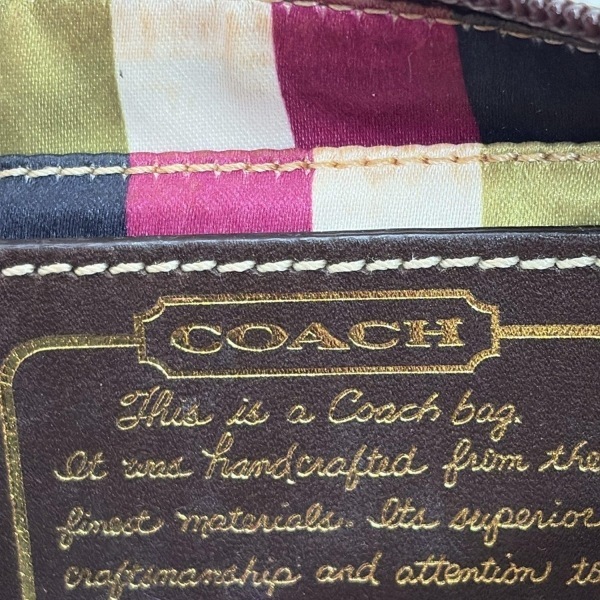 COACH
This is a Coach bag.
It was handcrafted from the
finest materials. Its superior
craftsmanship and attention to